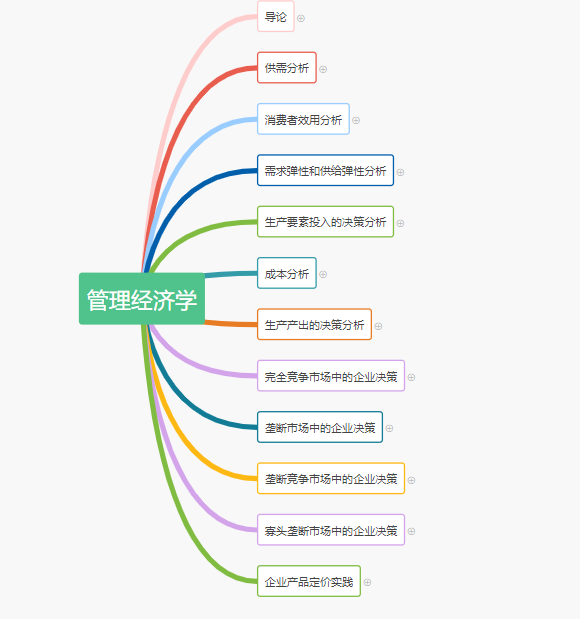 导论
供需分析
消费者效用分析
需求弹性和供给弹性分析
生产要素投入的决策分析
成本分析
管理经济学
生产产出的决策分析
完全竞争市场中的企业决策
垄断市场中的企业决策
垄断竞争市场中的企业决策
寡头垄断市场中的企业决策
企业产品定价实践